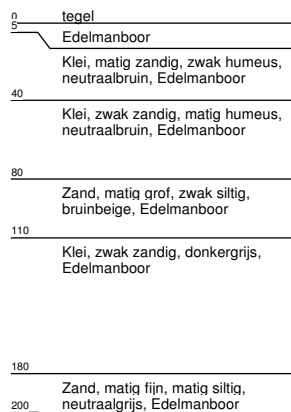 0 tegel
5
Edelmanboor
Klei, matig zandig, zwak humeus,
neutraalbruin, Edelmanboor
40
Klei, zwak zandig, matig humeus,
neutraalbruin, Edelmanboor
80
Zand, matig grof, zwak siltig,
bruinbeige, Edelmanboor
110
Klei, zwak zandig, donkergrijs,
Edelmanboor
180
Zand, matig fijn, matig siltig,
200 neutraalgrijs, Edelmanboor